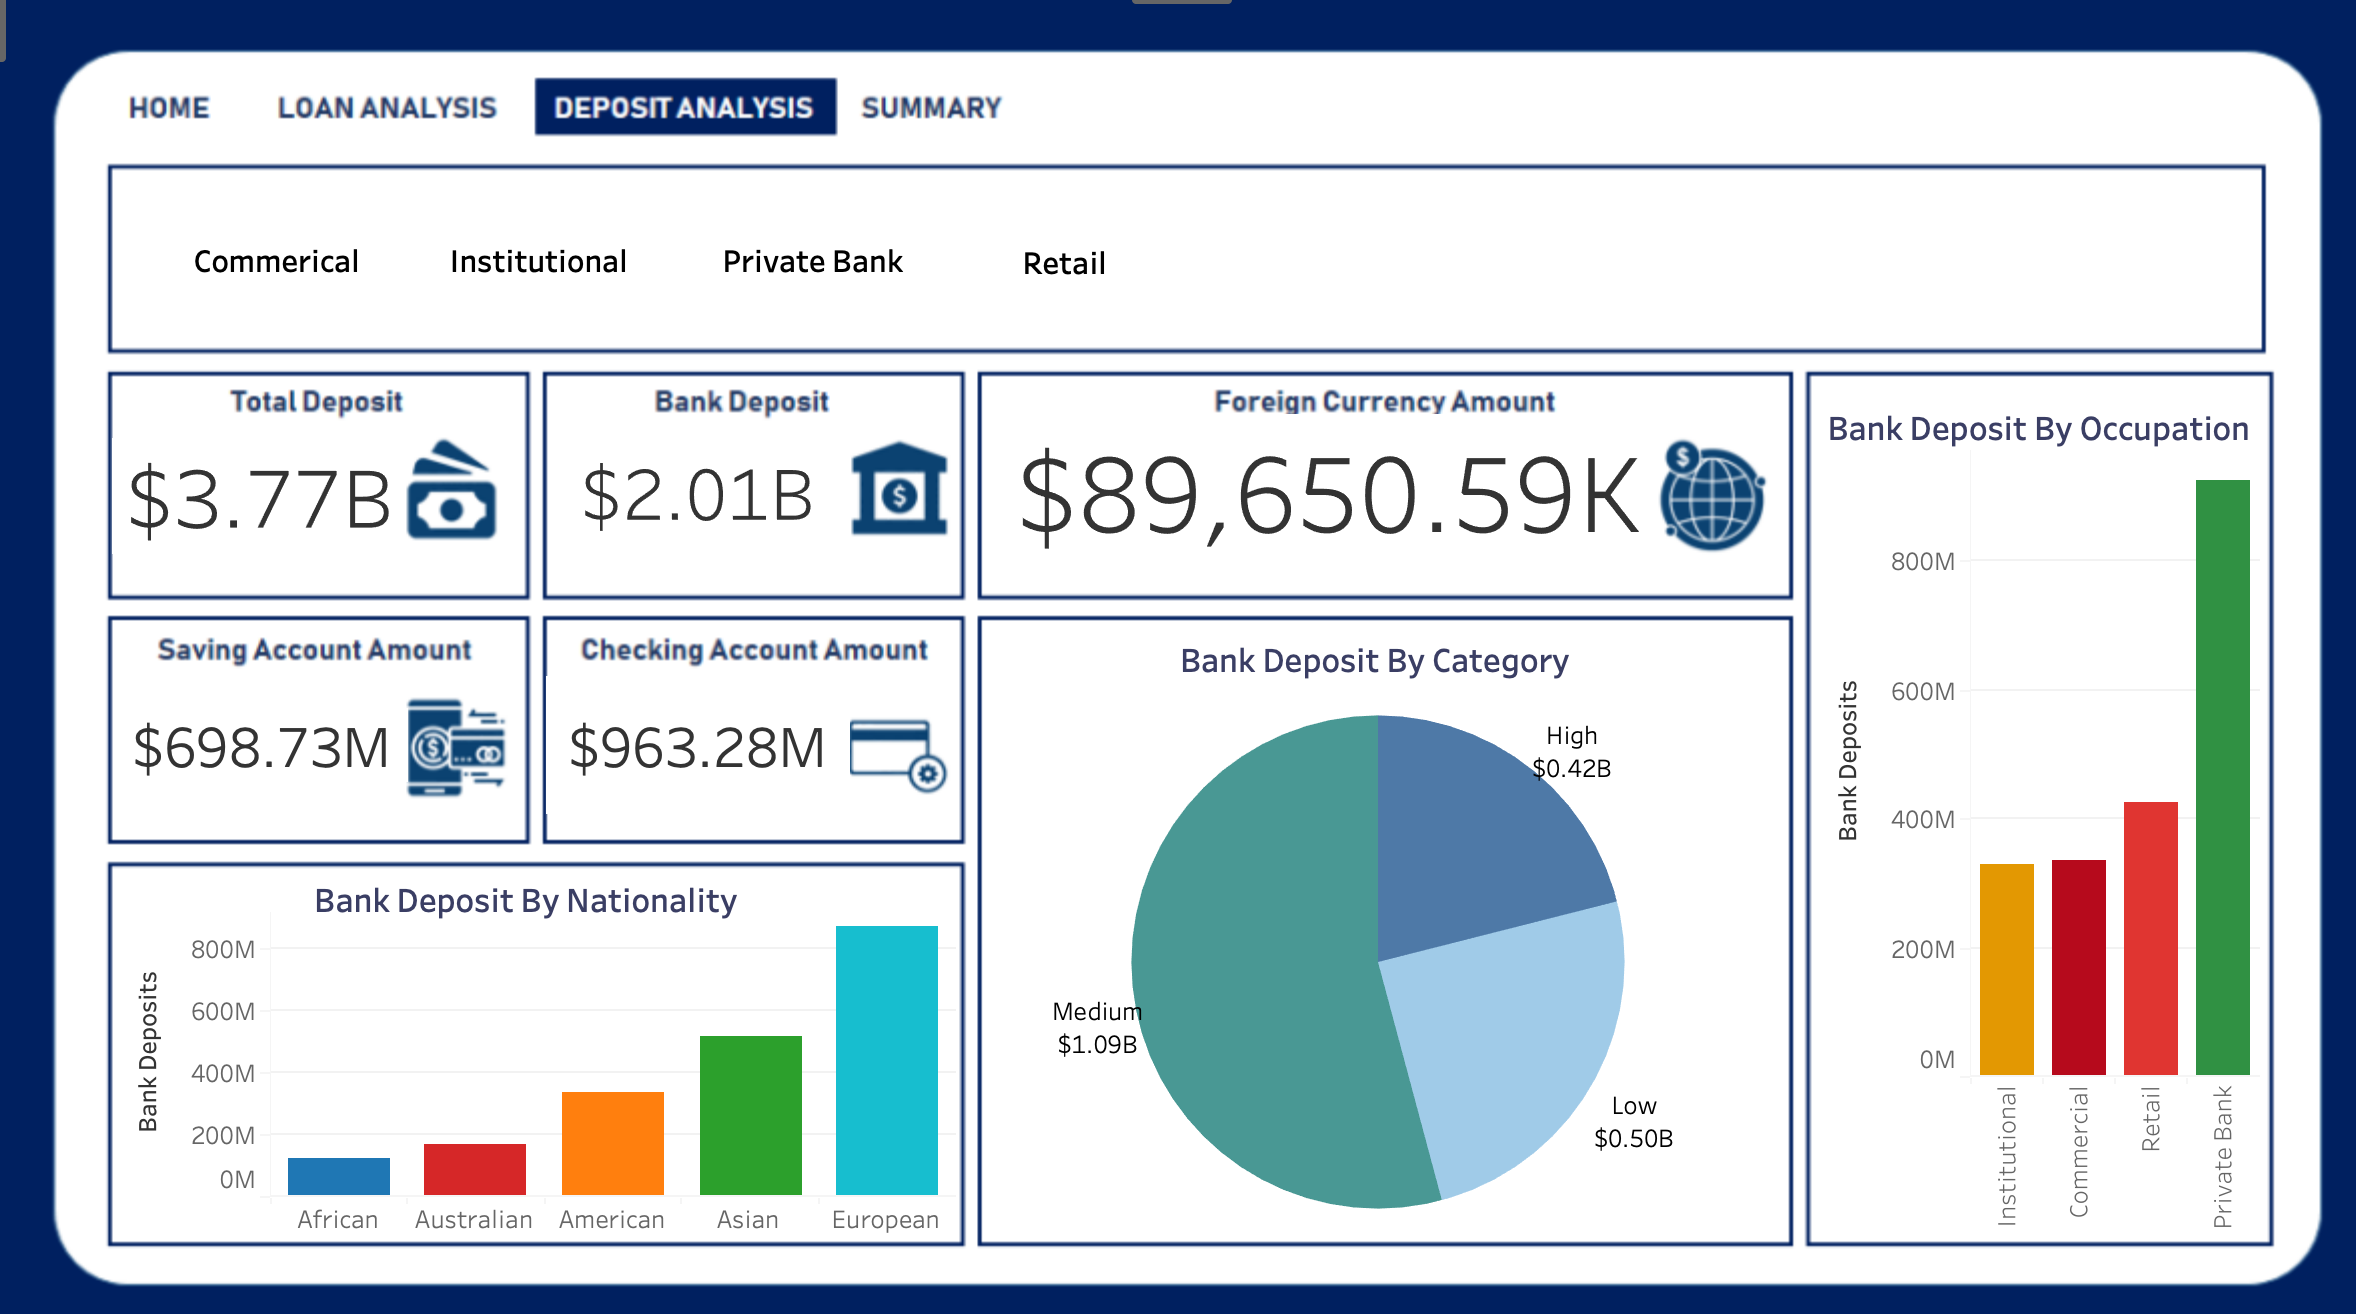 HOME LOAN ANALYSIS DEPOSIT ANALYSIS SUMMARY
Commerical Institutional Private Bank Retail
Total Deposit
$3.77B
Bank Deposit
$2.01B
Foreign Currency Amount
$89,650.59K
Saving Account Amount
$698.73M
Checking Account Amount
$963.28M
Bank Deposit By Nationality
Bank Deposits
800M
600M
400M
200M
0M
African Australian American Asian European
Bank Deposit By Category
High
$0.42B
Medium
$1.09B
Low
$0.50B
Bank Deposit By Occupation
Bank Deposits
800M
600M
400M
200M
0M
Institutional
Commercial
Retail
Private Bank